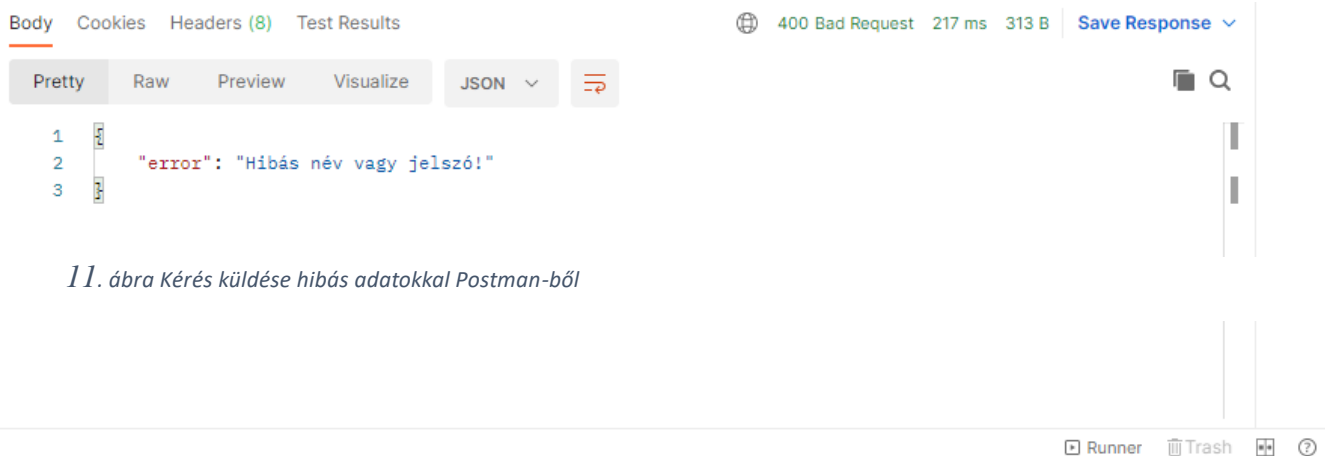 Body Cookies Headers (8) Test Results 400 Bad Request 217 ms 313 B Save Response
Pretty Raw Preview Visualize JSON
1 {
2 "error": "Hibás név vagy jelszó!"
3 }
11. ábra Kérés küldése hibás adatokkal Postman-ből
Runner Trash